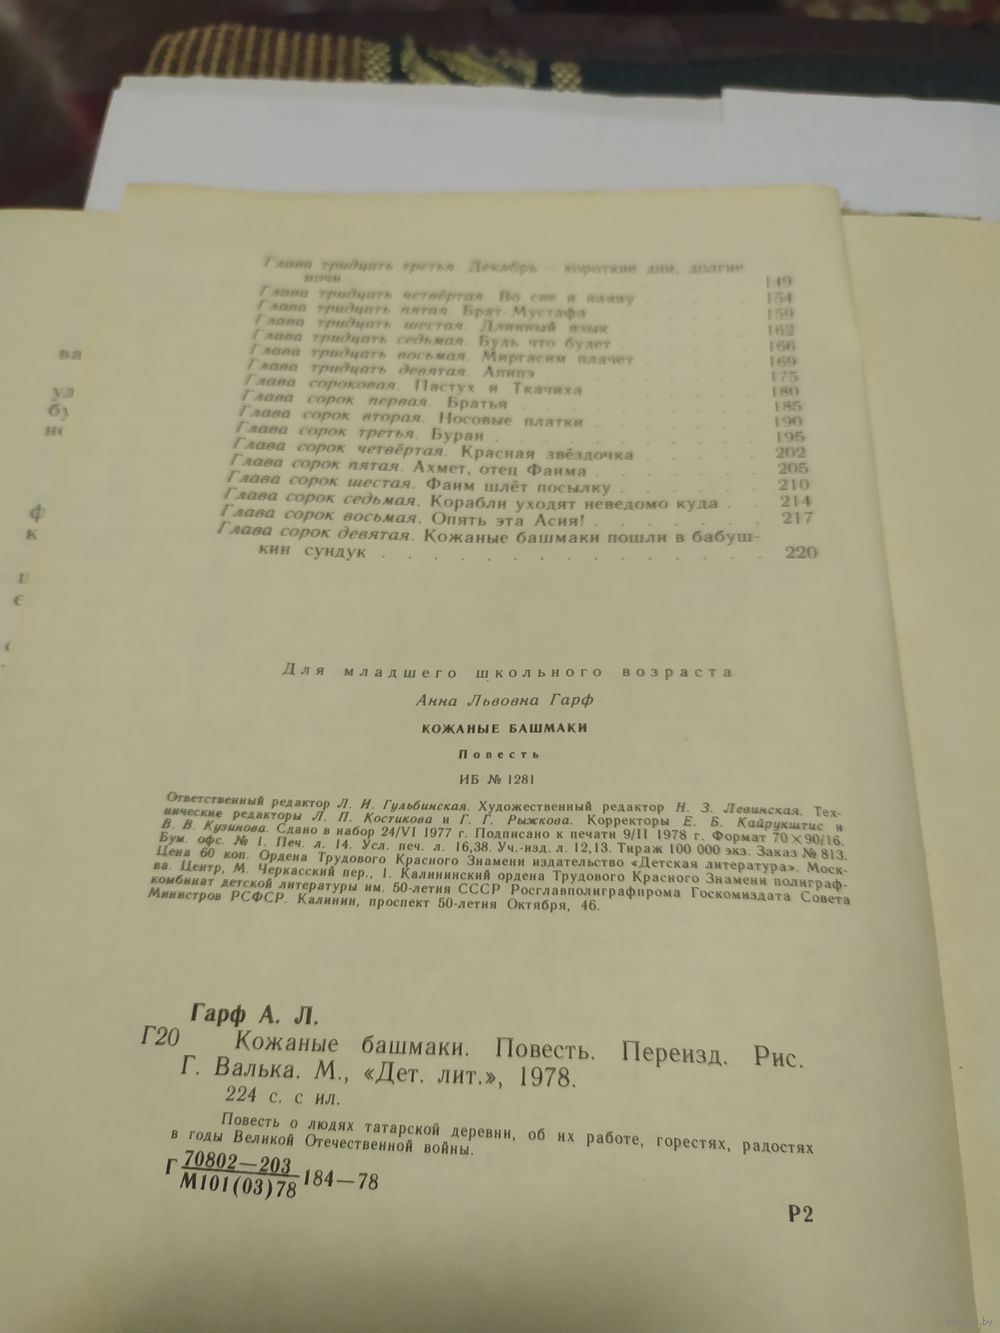 Глава тридцать третья. Декабрь — короткие дни, долгие
ночи . . . . . . . . . . . . . . 149
Глава тридцать четвёртая. Во сне и наяву . . . . . 154
Глава тридцать пятая. Брат Мустафа . . . . . . 159
Глава тридцать шестая. Длинный язык . . . . . . 162
Глава тридцать седьмая. Будь что будет . . . . . . 166
Глава тридцать восьмая. Миргасим плачет . . . . . 169
Глава тридцать девятая. Апипэ . . . . . . . . 175
Глава сороковая. Пастух и Ткачиха . . . . . . . 180
Глава сорок первая. Братья . . . . . . . . . 185
Глава сорок вторая. Носовые платки . . . . . . . 190
Глава сорок третья. Буран . . . . . . . . . . 195
Глава сорок четвёртая. Красная звёздочка . . . . . 202
Глава сорок пятая. Ахмет, отец Фаима . . . . . . 205
Глава сорок шестая. Фаим шлёт посылку . . . . . . 210
Глава сорок седьмая. Корабли уходят неведомо куда . . 214
Глава сорок восьмая. Опять эта Асия! . . . . . . . 217
Глава сорок девятая. Кожаные башмаки пошли в бабуш-
кин сундук . . . . . . . . . . . . . . 220
ва
ул
бу
но
ф
к
Для младшего школьного возраста
Анна Львовна Гарф
КОЖАНЫЕ БАШМАКИ
Повесть
ИБ № 1281
Ответственный редактор Л. И. Гульбинская. Художественный редактор Н. З. Левинская. Тех-
нические редакторы Л. П. Костикова и Г. Г. Рыжкова. Корректоры Е. Б. Кайрукштис и
В. В. Кузинова. Сдано в набор 24/VI 1977 г. Подписано к печати 9/II 1978 г. Формат 70×90/16.
Бум. офс. № 1. Печ. л. 14. Усл. печ. л. 16,38. Уч.-изд. л. 12,13. Тираж 100 000 экз. Заказ № 813.
Цена 60 коп. Ордена Трудового Красного Знамени издательство «Детская литература». Моск-
ва. Центр, М. Черкасский пер., 1. Калининский ордена Трудового Красного Знамени полиграф-
комбинат детской литературы им. 50-летия СССР Росглавполиграфпрома Госкомиздата Совета
Министров РСФСР. Калинин, проспект 50-летия Октября, 46.
Гарф А. Л.
Г20 Кожаные башмаки. Повесть. Переизд. Рис.
Г. Валька. М., «Дет. лит.», 1978.
224 с. с ил.
Повесть о людях татарской деревни, об их работе, горестях, радостях
в годы Великой Отечественной войны.
Г 70802—203
М101(03)78 184—78
Р2